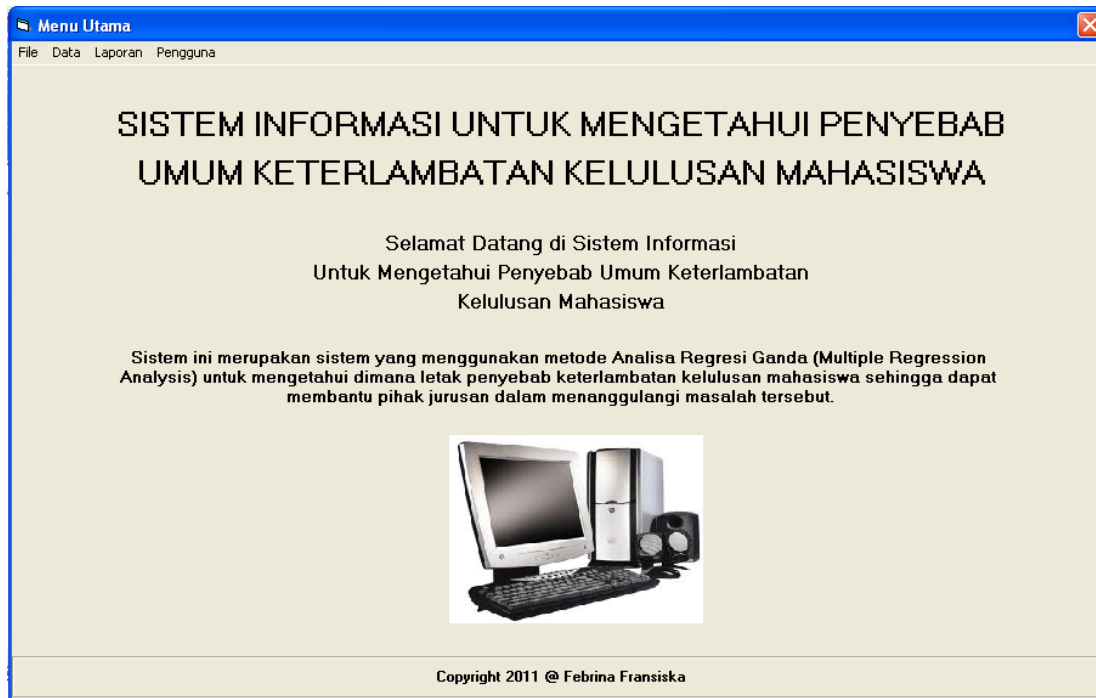 Menu Utama
File Data Laporan Pengguna
SISTEM INFORMASI UNTUK MENGETAHUI PENYEBAB
UMUM KETERLAMBATAN KELULUSAN MAHASISWA
Selamat Datang di Sistem Informasi
Untuk Mengetahui Penyebab Umum Keterlambatan
Kelulusan Mahasiswa
Sistem ini merupakan sistem yang menggunakan metode Analisa Regresi Ganda (Multiple Regression
Analysis) untuk mengetahui dimana letak penyebab keterlambatan kelulusan mahasiswa sehingga dapat
membantu pihak jurusan dalam menanggulangi masalah tersebut.
Copyright 2011 @ Febrina Fransiska